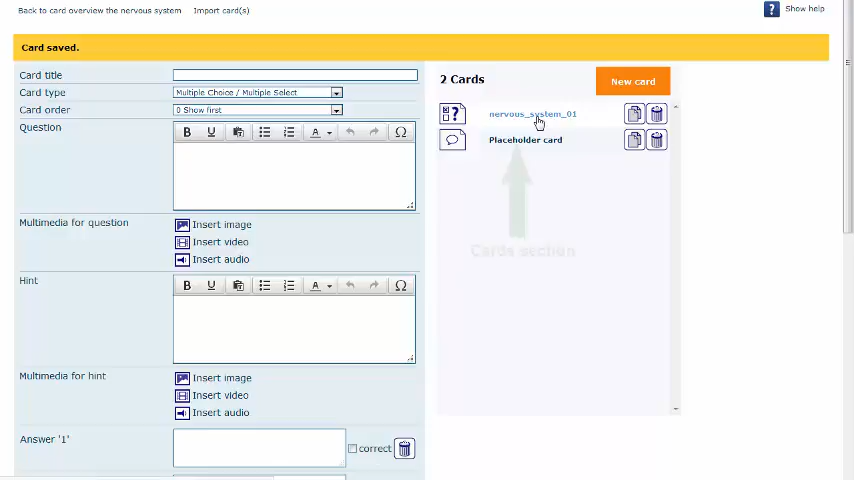 Back to card overview the nervous system Import card(s) ? Show help
Card saved.
Card title
Card type Multiple Choice / Multiple Select
Card order 0 Show first
Question
B U A Ω
Multimedia for question
Insert image
Insert video
Insert audio
Hint
B U A Ω
Multimedia for hint
Insert image
Insert video
Insert audio
Answer '1' correct
2 Cards New card
? nervous_system_01
Placeholder card
Cards section